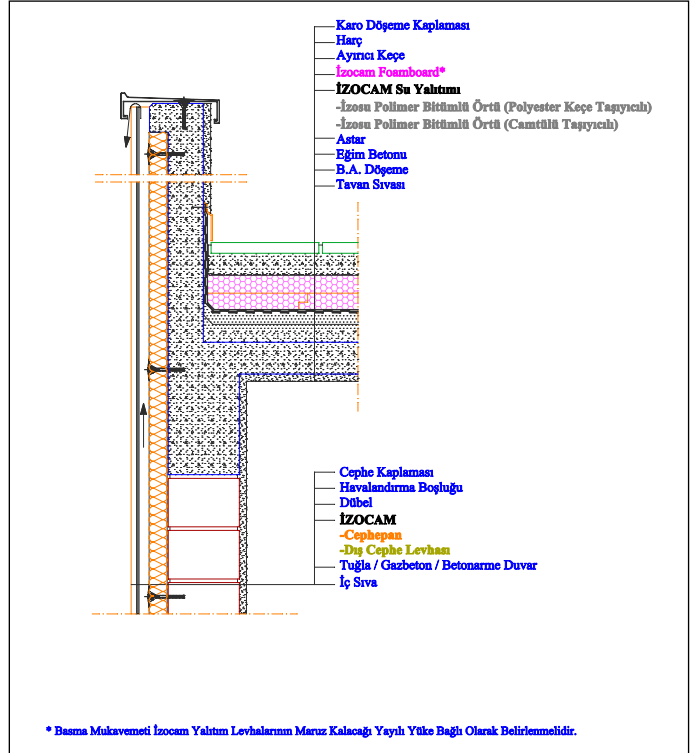 Karo Döşeme Kaplaması
Harç
Ayırıcı Keçe
İzocam Foamboard*
İZOCAM Su Yalıtımı
-İzosu Polimer Bitümlü Örtü (Polyester Keçe Taşıyıcılı)
-İzosu Polimer Bitümlü Örtü (Camtülü Taşıyıcılı)
Astar
Eğim Betonu
B.A. Döşeme
Tavan Sıvası
Cephe Kaplaması
Havalandırma Boşluğu
Dübel
İZOCAM
-Cephepan
-Dış Cephe Levhası
Tuğla / Gazbeton / Betonarme Duvar
İç Sıva
* Basma Mukavemeti İzocam Yalıtım Levhalarının Maruz Kalacağı Yayılı Yüke Bağlı Olarak Belirlenmelidir.